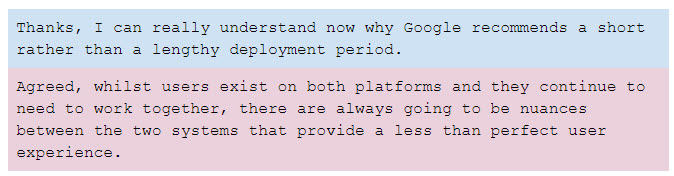 Thanks, I can really understand now why Google recommends a short
rather than a lengthy deployment period.
Agreed, whilst users exist on both platforms and they continue to
need to work together, there are always going to be nuances
between the two systems that provide a less than perfect user
experience.